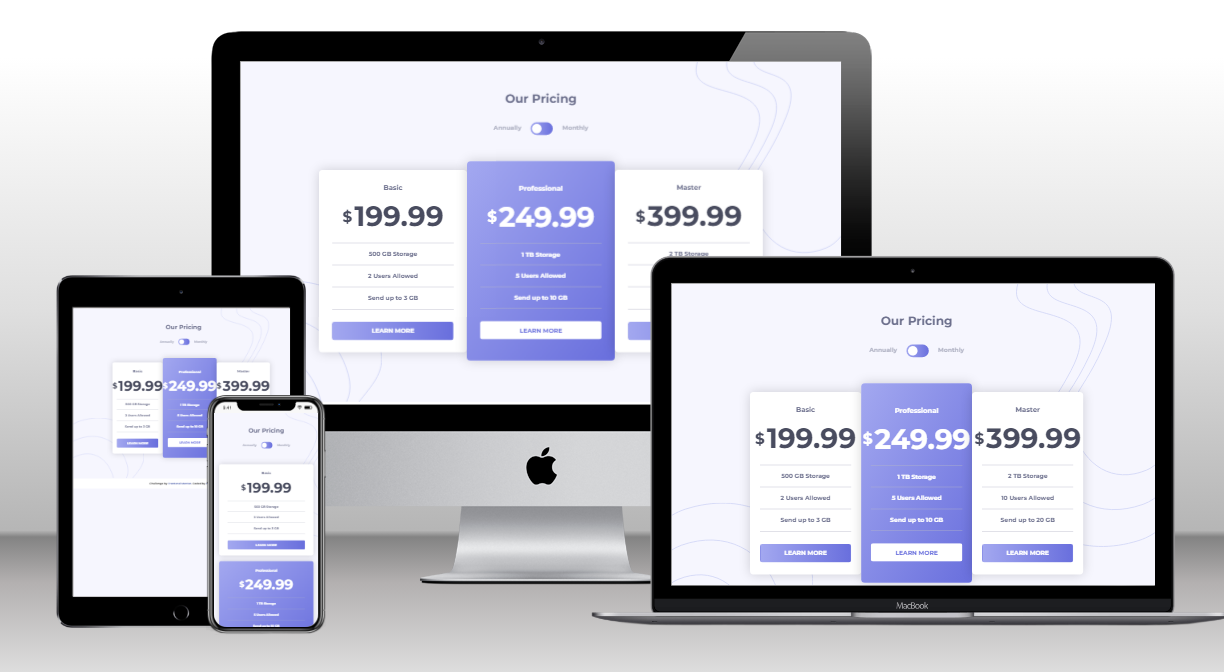 Our Pricing
Annually Monthly
Basic
$199.99
500 GB Storage
2 Users Allowed
Send up to 3 GB
LEARN MORE
Professional
$249.99
1 TB Storage
5 Users Allowed
Send up to 10 GB
LEARN MORE
Master
$399.99
2 TB Storage
Our Pricing
Annually Monthly
Basic
$199.99
500 GB Storage
2 Users Allowed
Send up to 3 GB
LEARN MORE
Professional
$249.99
1 TB Storage
5 Users Allowed
Send up to 10 GB
LEARN MORE
Master
$399.99
Our Pricing
Annually Monthly
Basic
$199.99
500 GB Storage
2 Users Allowed
Send up to 3 GB
LEARN MORE
Professional
$249.99
1 TB Storage
5 Users Allowed
Send up to 10 GB
Our Pricing
Annually Monthly
Basic
$199.99
500 GB Storage
2 Users Allowed
Send up to 3 GB
LEARN MORE
Professional
$249.99
1 TB Storage
5 Users Allowed
Send up to 10 GB
LEARN MORE
Master
$399.99
2 TB Storage
10 Users Allowed
Send up to 20 GB
LEARN MORE
MacBook